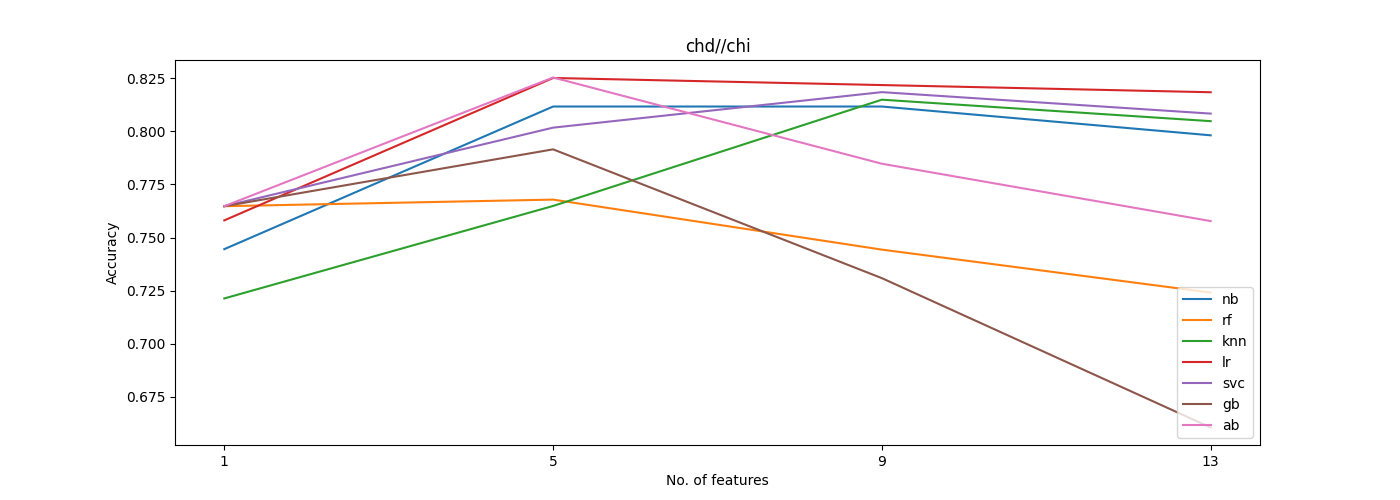 chd//chi
Accuracy
0.825
0.800
0.775
0.750
0.725
0.700
0.675
1
5
9
13
No. of features
nb
rf
knn
lr
svc
gb
ab